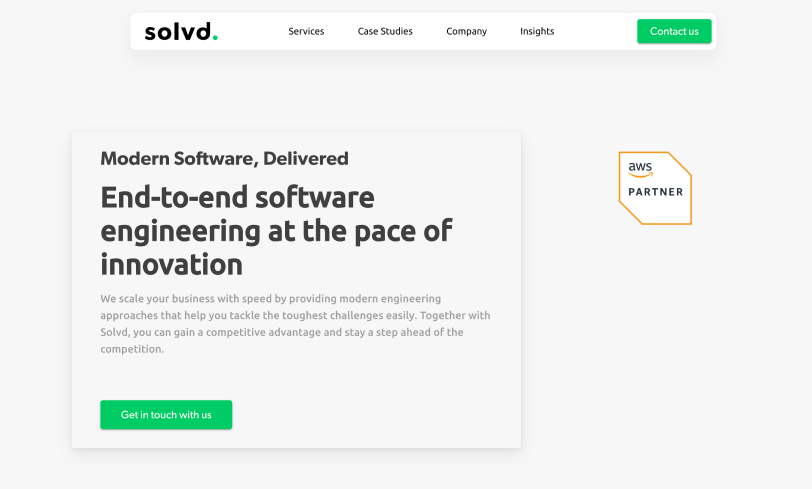 solvd.
Services
Case Studies
Company
Insights
Contact us
Modern Software, Delivered
End-to-end software
engineering at the pace of
innovation
We scale your business with speed by providing modern engineering
approaches that help you tackle the toughest challenges easily. Together with
Solvd, you can gain a competitive advantage and stay a step ahead of the
competition.
Get in touch with us
aws
PARTNER